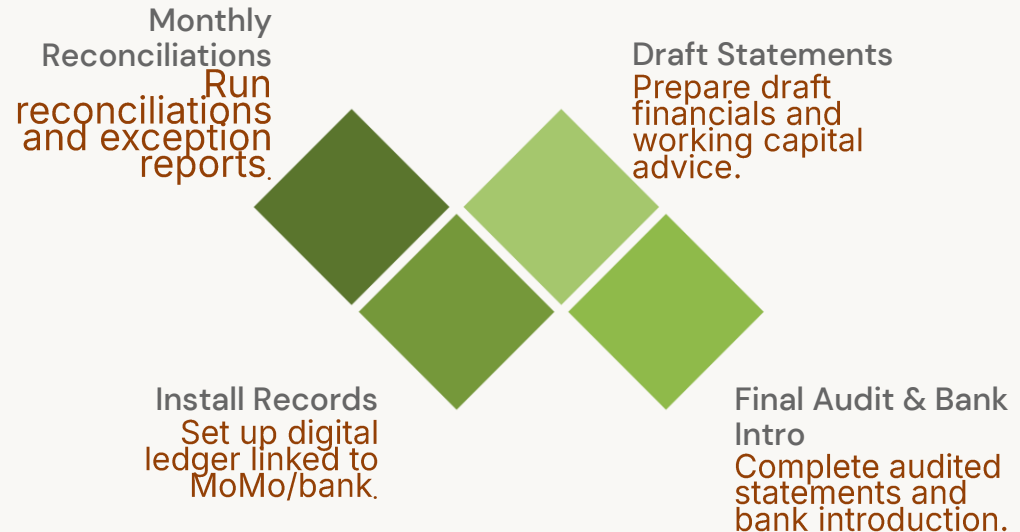 Monthly
Reconciliations
Run
reconciliations
and exception
reports.
Draft Statements
Prepare draft
financials and
working capital
advice.
Install Records
Set up digital
ledger linked to
MoMo/bank.
Final Audit & Bank
Intro
Complete audited
statements and
bank introduction.